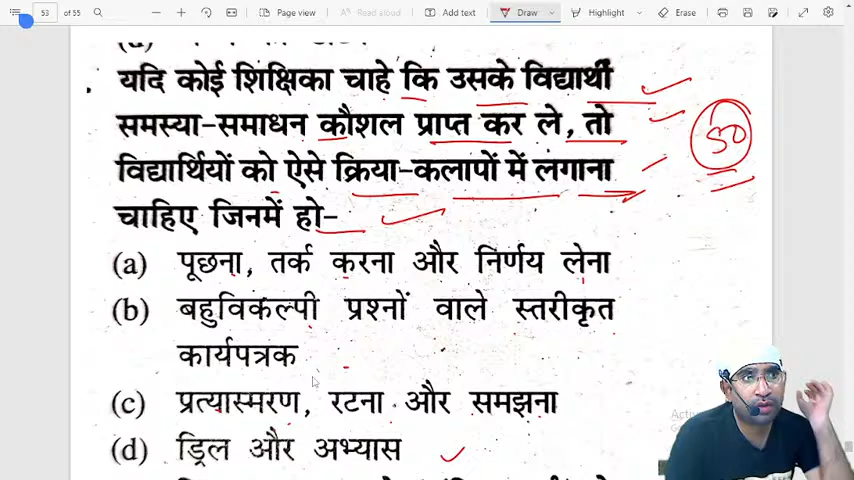 53 of 55
Page view
Read aloud
Add text
Draw
Highlight
Erase
यदि कोई शिक्षिका चाहे कि उसके विद्यार्थी
समस्या-समाधन कौशल प्राप्त कर ले, तो
50
विद्यार्थियों को ऐसे क्रिया-कलापों में लगाना
चाहिए जिनमें हो-
(a) पूछना, तर्क करना और निर्णय लेना
(b) बहुविकल्पी प्रश्नों वाले स्तरीकृत
कार्यपत्रक
(c) प्रत्यास्मरण, रटना और समझना
(d) ड्रिल और अभ्यास